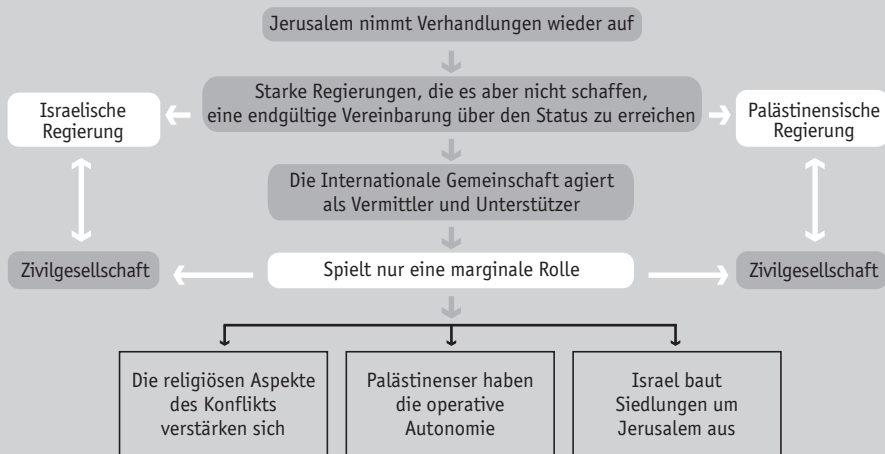 Jerusalem nimmt Verhandlungen wieder auf
Starke Regierungen, die es aber nicht schaffen,
eine endgültige Vereinbarung über den Status zu erreichen
Israelische
Regierung
Palästinensische
Regierung
Die Internationale Gemeinschaft agiert
als Vermittler und Unterstützer
Zivilgesellschaft
Spielt nur eine marginale Rolle
Zivilgesellschaft
Die religiösen Aspekte
des Konflikts
verstärken sich
Palästinenser haben
die operative
Autonomie
Israel baut
Siedlungen um
Jerusalem aus